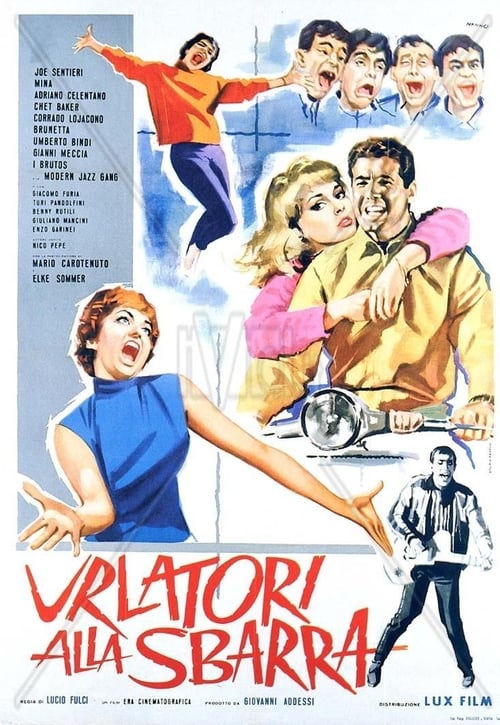 NANNI
JOE SENTIERI
MINA
ADRIANO CELENTANO
CHET BAKER
CORRADO LOJACONO
BRUNETTA
UMBERTO BINDI
GIANNI MECCIA
I BRUTOS
MODERN JAZZ GANG
GIACOMO FURIA
TURI PANDOLFINI
BENNY RUTILI
GIULIANO MANCINI
ENZO GARINEI
NICO PEPE
MARIO CAROTENUTO
ELKE SOMMER
URLATORI
ALLA SBARRA
REGIA DI LUCIO FULCI UN FILM ERA CINEMATOGRAFICA PRODOTTO DA GIOVANNI ADDESSI DISTRIBUZIONE LUX FILM